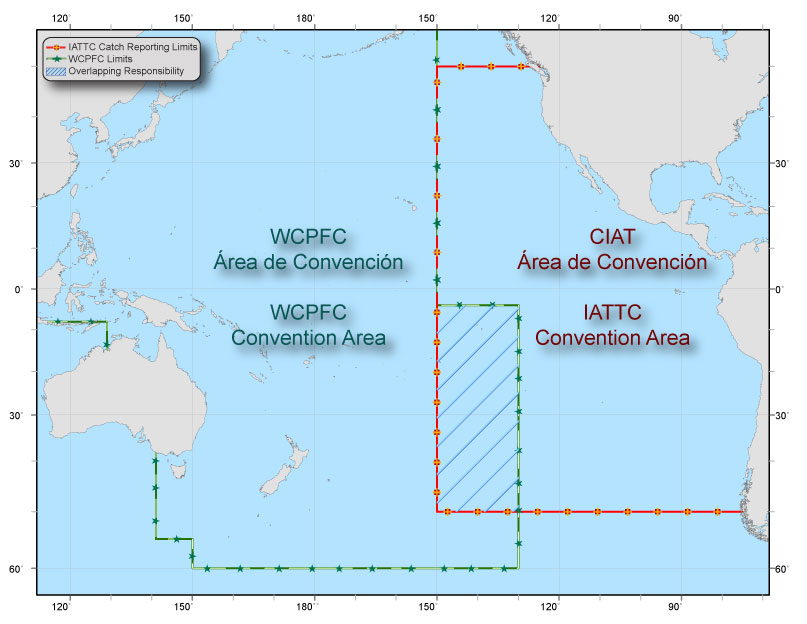 120° 150° 180° 150° 120° 90°
IATTC Catch Reporting Limits
WCPFC Limits
Overlapping Responsibility
30° 30°
WCPFC
Área de Convención
CIAT
Área de Convención
0° 0°
WCPFC
Convention Area
IATTC
Convention Area
30° 30°
60° 60°
120° 150° 180° 150° 120° 90°